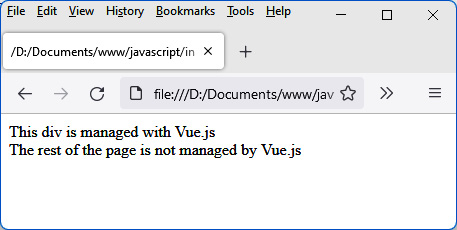 File Edit View History Bookmarks Tools Help
/D:/Documents/www/javascript/in
file:///D:/Documents/www/jav
This div is managed with Vue.js
The rest of the page is not managed by Vue.js